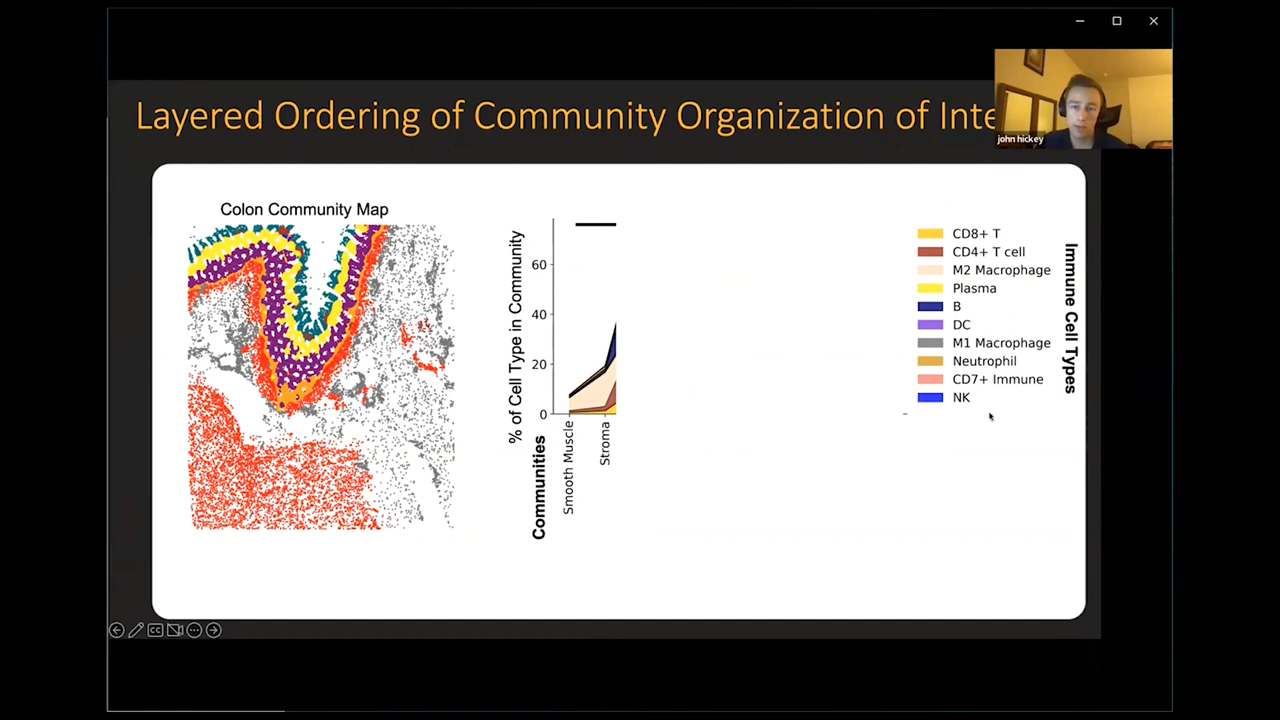 Layered Ordering of Community Organization of Inte
john hickey
Colon Community Map
% of Cell Type in Community
60
40
20
0
Communities
Smooth Muscle
Stroma
CD8+ T
CD4+ T cell
M2 Macrophage
Plasma
B
DC
M1 Macrophage
Neutrophil
CD7+ Immune
NK
Immune Cell Types
CC